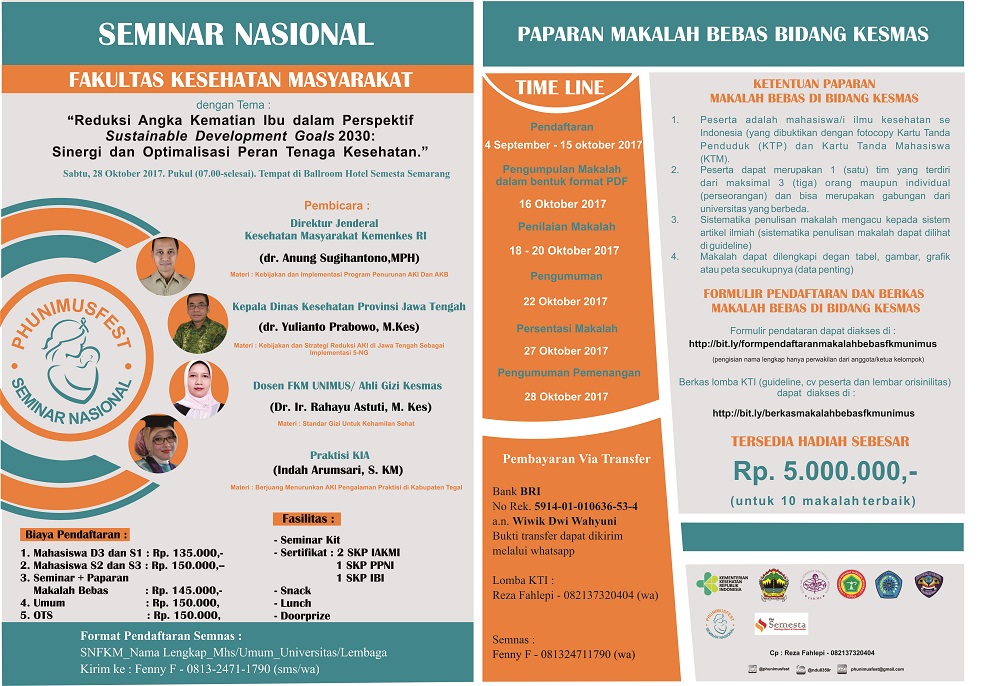 SEMINAR NASIONAL
FAKULTAS KESEHATAN MASYARAKAT
dengan Tema :
“Reduksi Angka Kematian Ibu dalam Perspektif
Sustainable Development Goals 2030:
Sinergi dan Optimalisasi Peran Tenaga Kesehatan.”
Sabtu, 28 Oktober 2017. Pukul (07.00-selesai). Tempat di Ballroom Hotel Semesta Semarang
Pembicara :
Direktur Jenderal
Kesehatan Masyarakat Kemenkes RI
(dr. Anung Sugihantono,MPH)
Materi : Kebijakan dan Implementasi Program Penurunan AKI Dan AKB
Kepala Dinas Kesehatan Provinsi Jawa Tengah
(dr. Yulianto Prabowo, M.Kes)
Materi : Kebijakan dan Strategi Reduksi AKI di Jawa Tengah Sebagai
Implementasi 5-NG
Dosen FKM UNIMUS/ Ahli Gizi Kesmas
(Dr. Ir. Rahayu Astuti, M. Kes)
Materi : Standar Gizi Untuk Kehamilan Sehat
Praktisi KIA
(Indah Arumsari, S. KM)
Materi : Berjuang Menurunkan AKI Pengalaman Praktisi di Kabupaten Tegal
PHUNIMUSFEST
SEMINAR NASIONAL
Biaya Pendaftaran :
1. Mahasiswa D3 dan S1 : Rp. 135.000,-
2. Mahasiswa S2 dan S3 : Rp. 150.000,-
3. Seminar + Paparan
Makalah Bebas : Rp. 145.000,-
4. Umum : Rp. 150.000,
5. OTS : Rp. 150.000,
Fasilitas :
- Seminar Kit
- Sertifikat : 2 SKP IAKMI
1 SKP PPNI
1 SKP IBI
- Snack
- Lunch
- Doorprize
Format Pendaftaran Semnas :
SNFKM_Nama Lengkap_Mhs/Umum_Universitas/Lembaga
Kirim ke : Fenny F - 0813-2471-1790 (sms/wa)
PAPARAN MAKALAH BEBAS BIDANG KESMAS
TIME LINE
Pendaftaran
4 September - 15 oktober 2017
Pengumpulan Makalah
dalam bentuk format PDF
16 Oktober 2017
Penilaian Makalah
18 - 20 Oktober 2017
Pengumuman
22 Oktober 2017
Persentasi Makalah
27 Oktober 2017
Pengumuman Pemenangan
28 Oktober 2017
Pembayaran Via Transfer
Bank BRI
No Rek. 5914-01-010636-53-4
a.n. Wiwik Dwi Wahyuni
Bukti transfer dapat dikirim
melalui whatsapp
Lomba KTI :
Reza Fahlepi - 082137320404 (wa)
Semnas :
Fenny F - 081324711790 (wa)
KETENTUAN PAPARAN
MAKALAH BEBAS DI BIDANG KESMAS
1. Peserta adalah mahasiswa/i ilmu kesehatan se
Indonesia (yang dibuktikan dengan fotocopy Kartu Tanda
Penduduk (KTP) dan Kartu Tanda Mahasiswa
(KTM).
2. Peserta dapat merupakan 1 (satu) tim yang terdiri
dari maksimal 3 (tiga) orang maupun individual
(perseorangan) dan bisa merupakan gabungan dari
universitas yang berbeda.
3. Sistematika penulisan makalah mengacu kepada sistem
artikel ilmiah (sistematika penulisan makalah dapat dilihat
di guideline)
4. Makalah dapat dilengkapi degan tabel, gambar, grafik
atau peta secukupnya (data penting)
FORMULIR PENDAFTARAN DAN BERKAS
MAKALAH BEBAS DI BIDANG KESMAS
Formulir pendataran dapat diakses di :
http://bit.ly/formpendaftaranmakalahbebasfkmunimus
(pengisian nama lengkap hanya perwakilan dari anggota/ketua kelompok)
Berkas lomba KTI (guideline, cv peserta dan lembar orisinilitas)
dapat diakses di :
http://bit.ly/berkasmakalahbebasfkmunimus
TERSEDIA HADIAH SEBESAR
Rp. 5.000.000,-
(untuk 10 makalah terbaik)
KEMENTERIAN
KESEHATAN
REPUBLIK
INDONESIA
PHUNIMUSFEST
SEMINAR NASIONAL
Semesta
Cp : Reza Fahlepi - 082137320404
@phunimusfest
@ndu8359r
phunimusfest@gmail.com